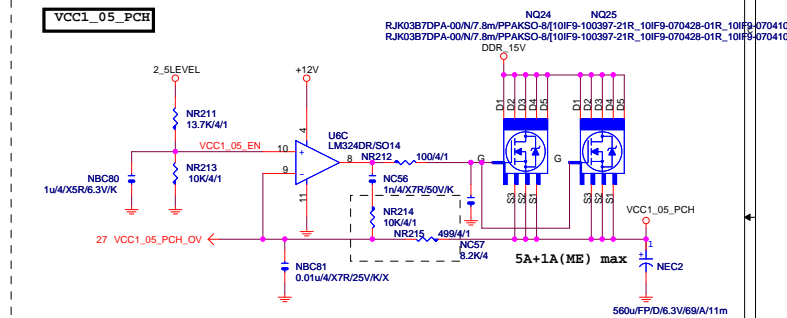 VCC1_05_PCH
NQ24 NQ25
RJK03B7DPA-00/N/7.8m/PPAKSO-8/[10IF9-100397-21R_10IF9-070428-01R_10IF9-070410
RJK03B7DPA-00/N/7.8m/PPAKSO-8/[10IF9-100397-21R_10IF9-070428-01R_10IF9-070410
DDR_15V
2_5LEVEL
+12V
D1 D2 D3 D4 D5
D1 D2 D3 D4 D5
NR211
13.7K/4/1
4
U6C
LM324DR/SO14
VCC1_05_EN
10
+
8
NR212
100/4/1
G
G
9
-
NR213
10K/4/1
NBC80
1u/4/X5R/6.3V/K
11
NC56
1n/4/X7R/50V/K
S3 S2 S1
S3 S2 S1
NR214
10K/4/1
VCC1_05_PCH
27 VCC1_05_PCH_OV
NR215
499/4/1
NC57
8.2K/4
5A+1A(ME) max
1
+
NEC2
NBC81
0.01u/4/X7R/25V/K/X
560u/FP/D/6.3V/69/A/11m